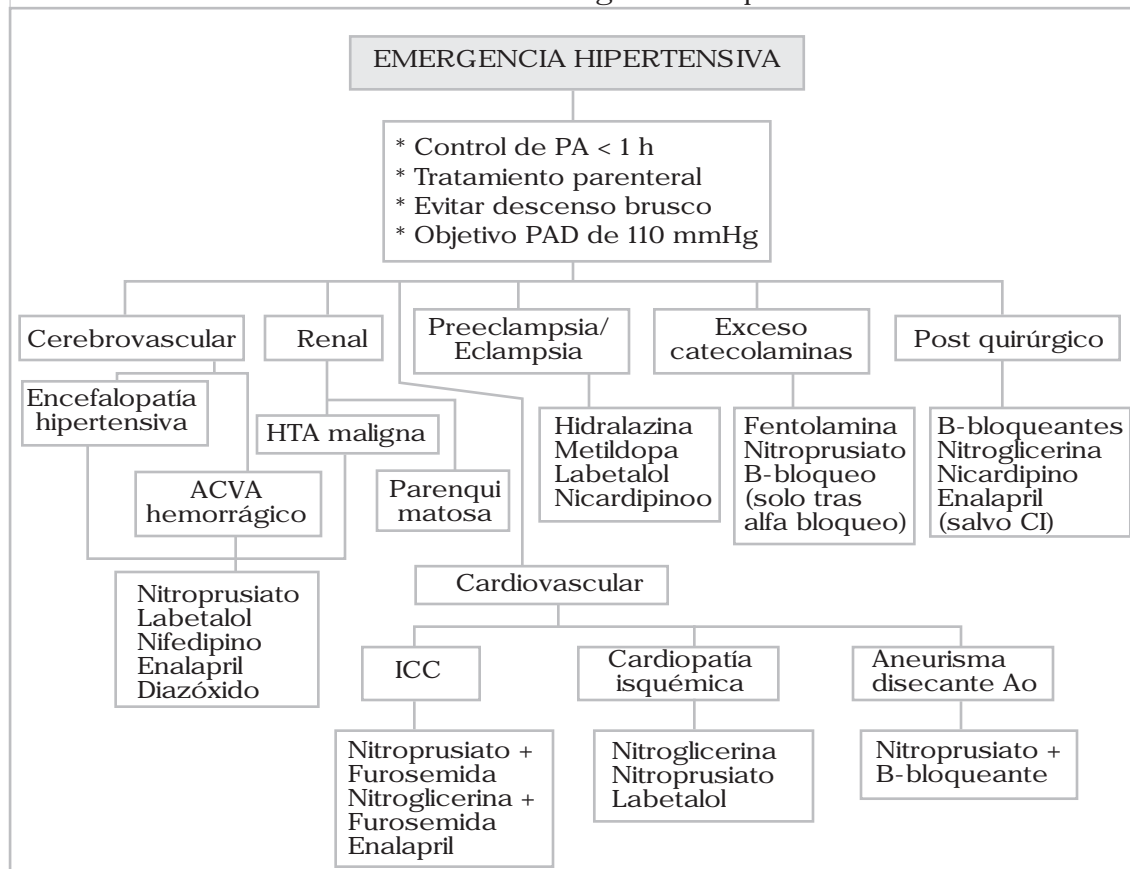 EMERGENCIA HIPERTENSIVA
* Control de PA < 1 h
* Tratamiento parenteral
* Evitar descenso brusco
* Objetivo PAD de 110 mmHg
Cerebrovascular
Renal
Preeclampsia/
Eclampsia
Exceso
catecolaminas
Post quirúrgico
Encefalopatía
hipertensiva
HTA maligna
ACVA
hemorrágico
Parenqui
matosa
Hidralazina
Metildopa
Labetalol
Nicardipinoo
Fentolamina
Nitroprusiato
B-bloqueo
(solo tras
alfa bloqueo)
B-bloqueantes
Nitroglicerina
Nicardipino
Enalapril
(salvo CI)
Nitroprusiato
Labetalol
Nifedipino
Enalapril
Diazóxido
Cardiovascular
ICC
Cardiopatía
isquémica
Aneurisma
disecante Ao
Nitroprusiato +
Furosemida
Nitroglicerina +
Furosemida
Enalapril
Nitroglicerina
Nitroprusiato
Labetalol
Nitroprusiato +
B-bloqueante